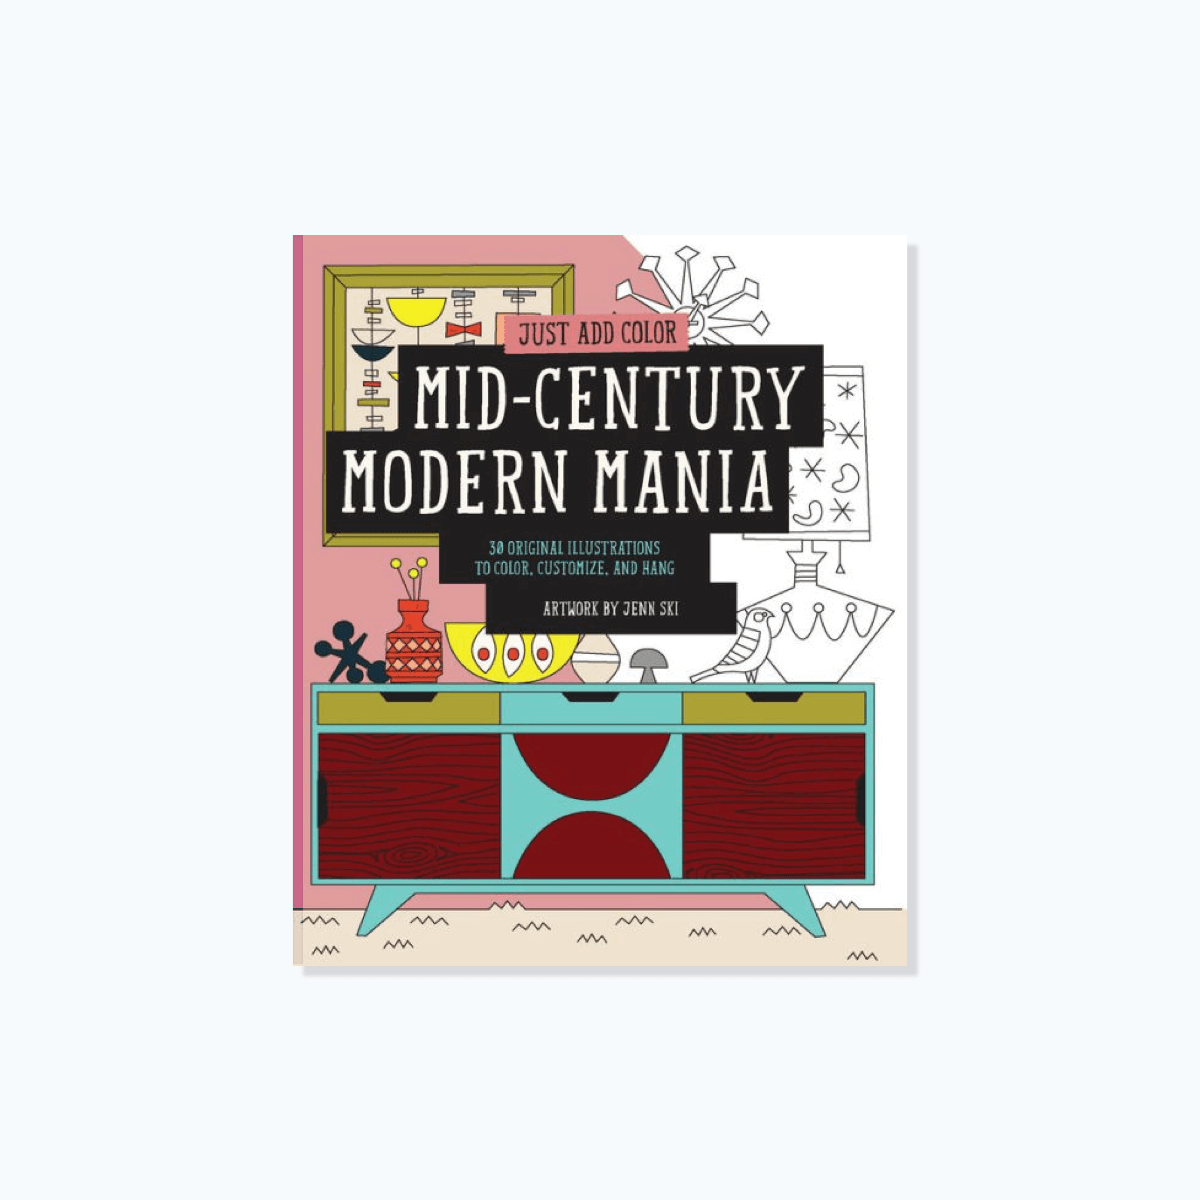 JUST ADD COLOR
MID-CENTURY
MODERN MANIA
30 ORIGINAL ILLUSTRATIONS
TO COLOR, CUSTOMIZE, AND HANG
ARTWORK BY JENN SKI